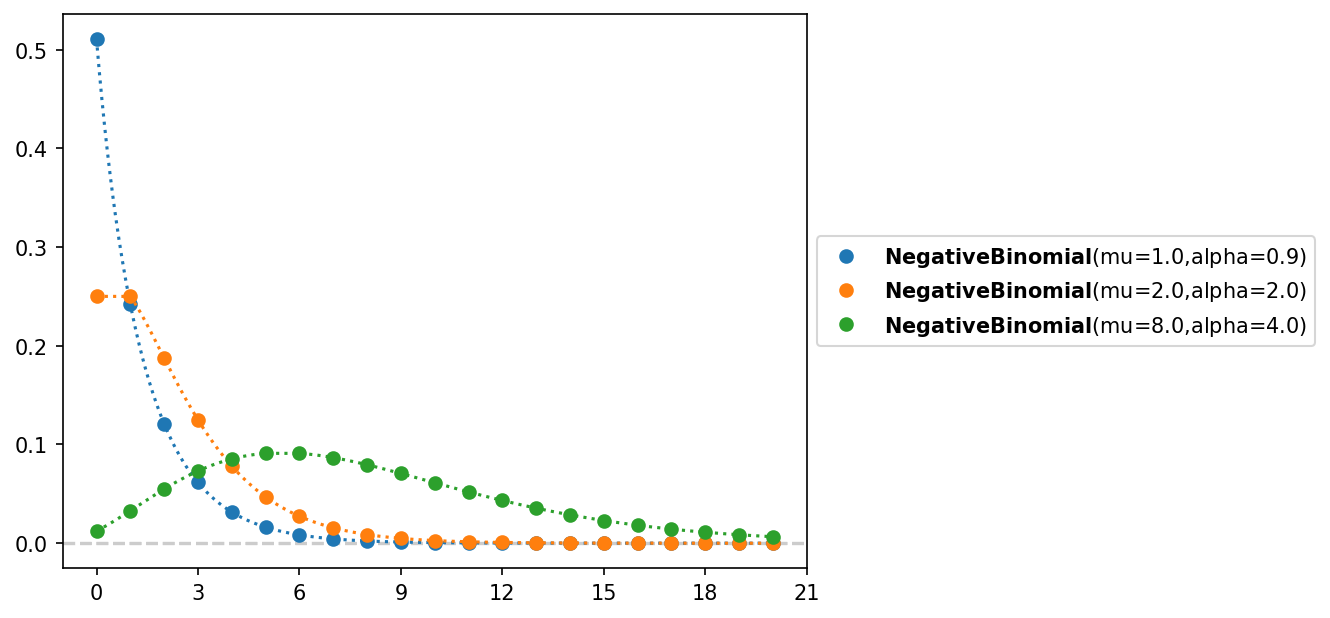 0.5
0.4
0.3
0.2
0.1
0.0
0 3 6 9 12 15 18 21
NegativeBinomial(mu=1.0,alpha=0.9)
NegativeBinomial(mu=2.0,alpha=2.0)
NegativeBinomial(mu=8.0,alpha=4.0)